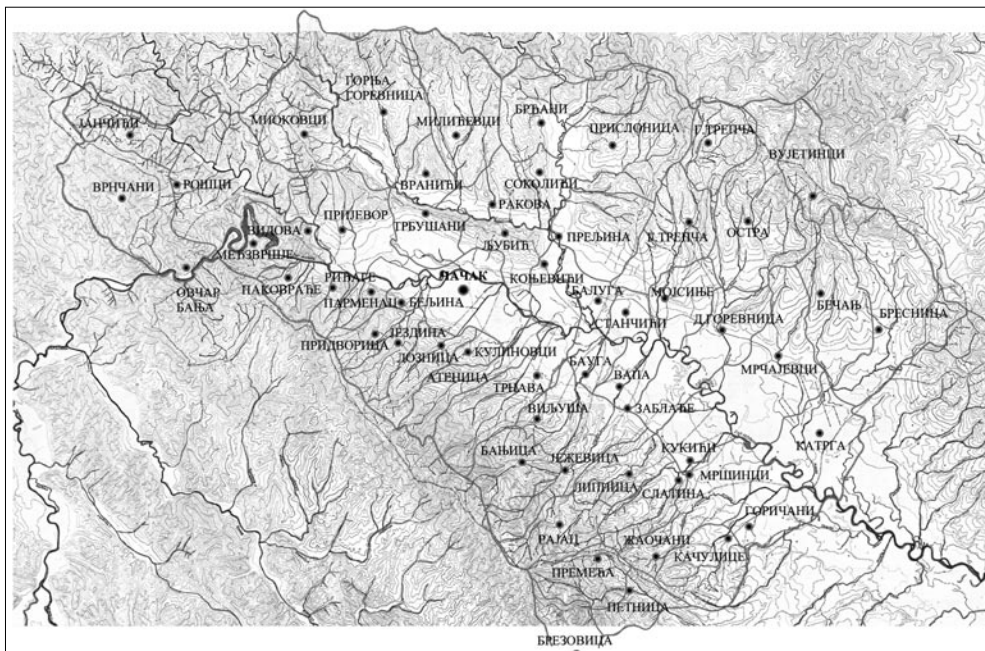 ГОРЊА
ГОРЕВНИЦА
БРЂАНИ
ЈАНЧИЋИ
МИОКОВЦИ
МИЛИЋЕВЦИ
ПРИСЛОНИЦА
Г.ТРЕПЧА
ВУЈЕТИНЦИ
ВРНЧАНИ
РОШЦИ
ВРАНИЋИ
СОКОЛИЋИ
РАКОВА
ВИДОВА
ПРИЈЕВОР
ТРБУШАНИ
ЉУБИЋ
ПРЕЉИНА
Б.ТРЕПЧА
ОСТРА
МЕЂУВРШЈЕ
ОВЧАР
БАЊА
ПАКОВРАЋЕ
РИЂАГЕ
ПАРМЕНАЦ
БЕЉИНА
ЧАЧАК
КОЊЕВИЋИ
БАЛУГА
МОЈСИЊЕ
СТАНЧИЋИ
Д.ГОРЕВНИЦА
БЕЧАЊ
БРЕСНИЦА
ПРИДВОРИЦА
ЈЕЗДИНА
ЛОЗНИЦА
КУЛИНОВЦИ
АТЕНИЦА
ТРНАВА
БАУГА
ВАПА
МРЧАЈЕВЦИ
ВИЉУША
ЗАБЛАЋЕ
КАТРГА
БАЊИЦА
ЈЕЖЕВИЦА
ЛИПНИЦА
КУКИЋИ
МРШИНЦИ
СЛАТИНА
ГОРИЧАНИ
РАЈАЦ
ЖАОЧАНИ
КАЧУЛИЦЕ
ПРЕМЕЋА
ПЕТНИЦА
БРЕЗОВИЦА